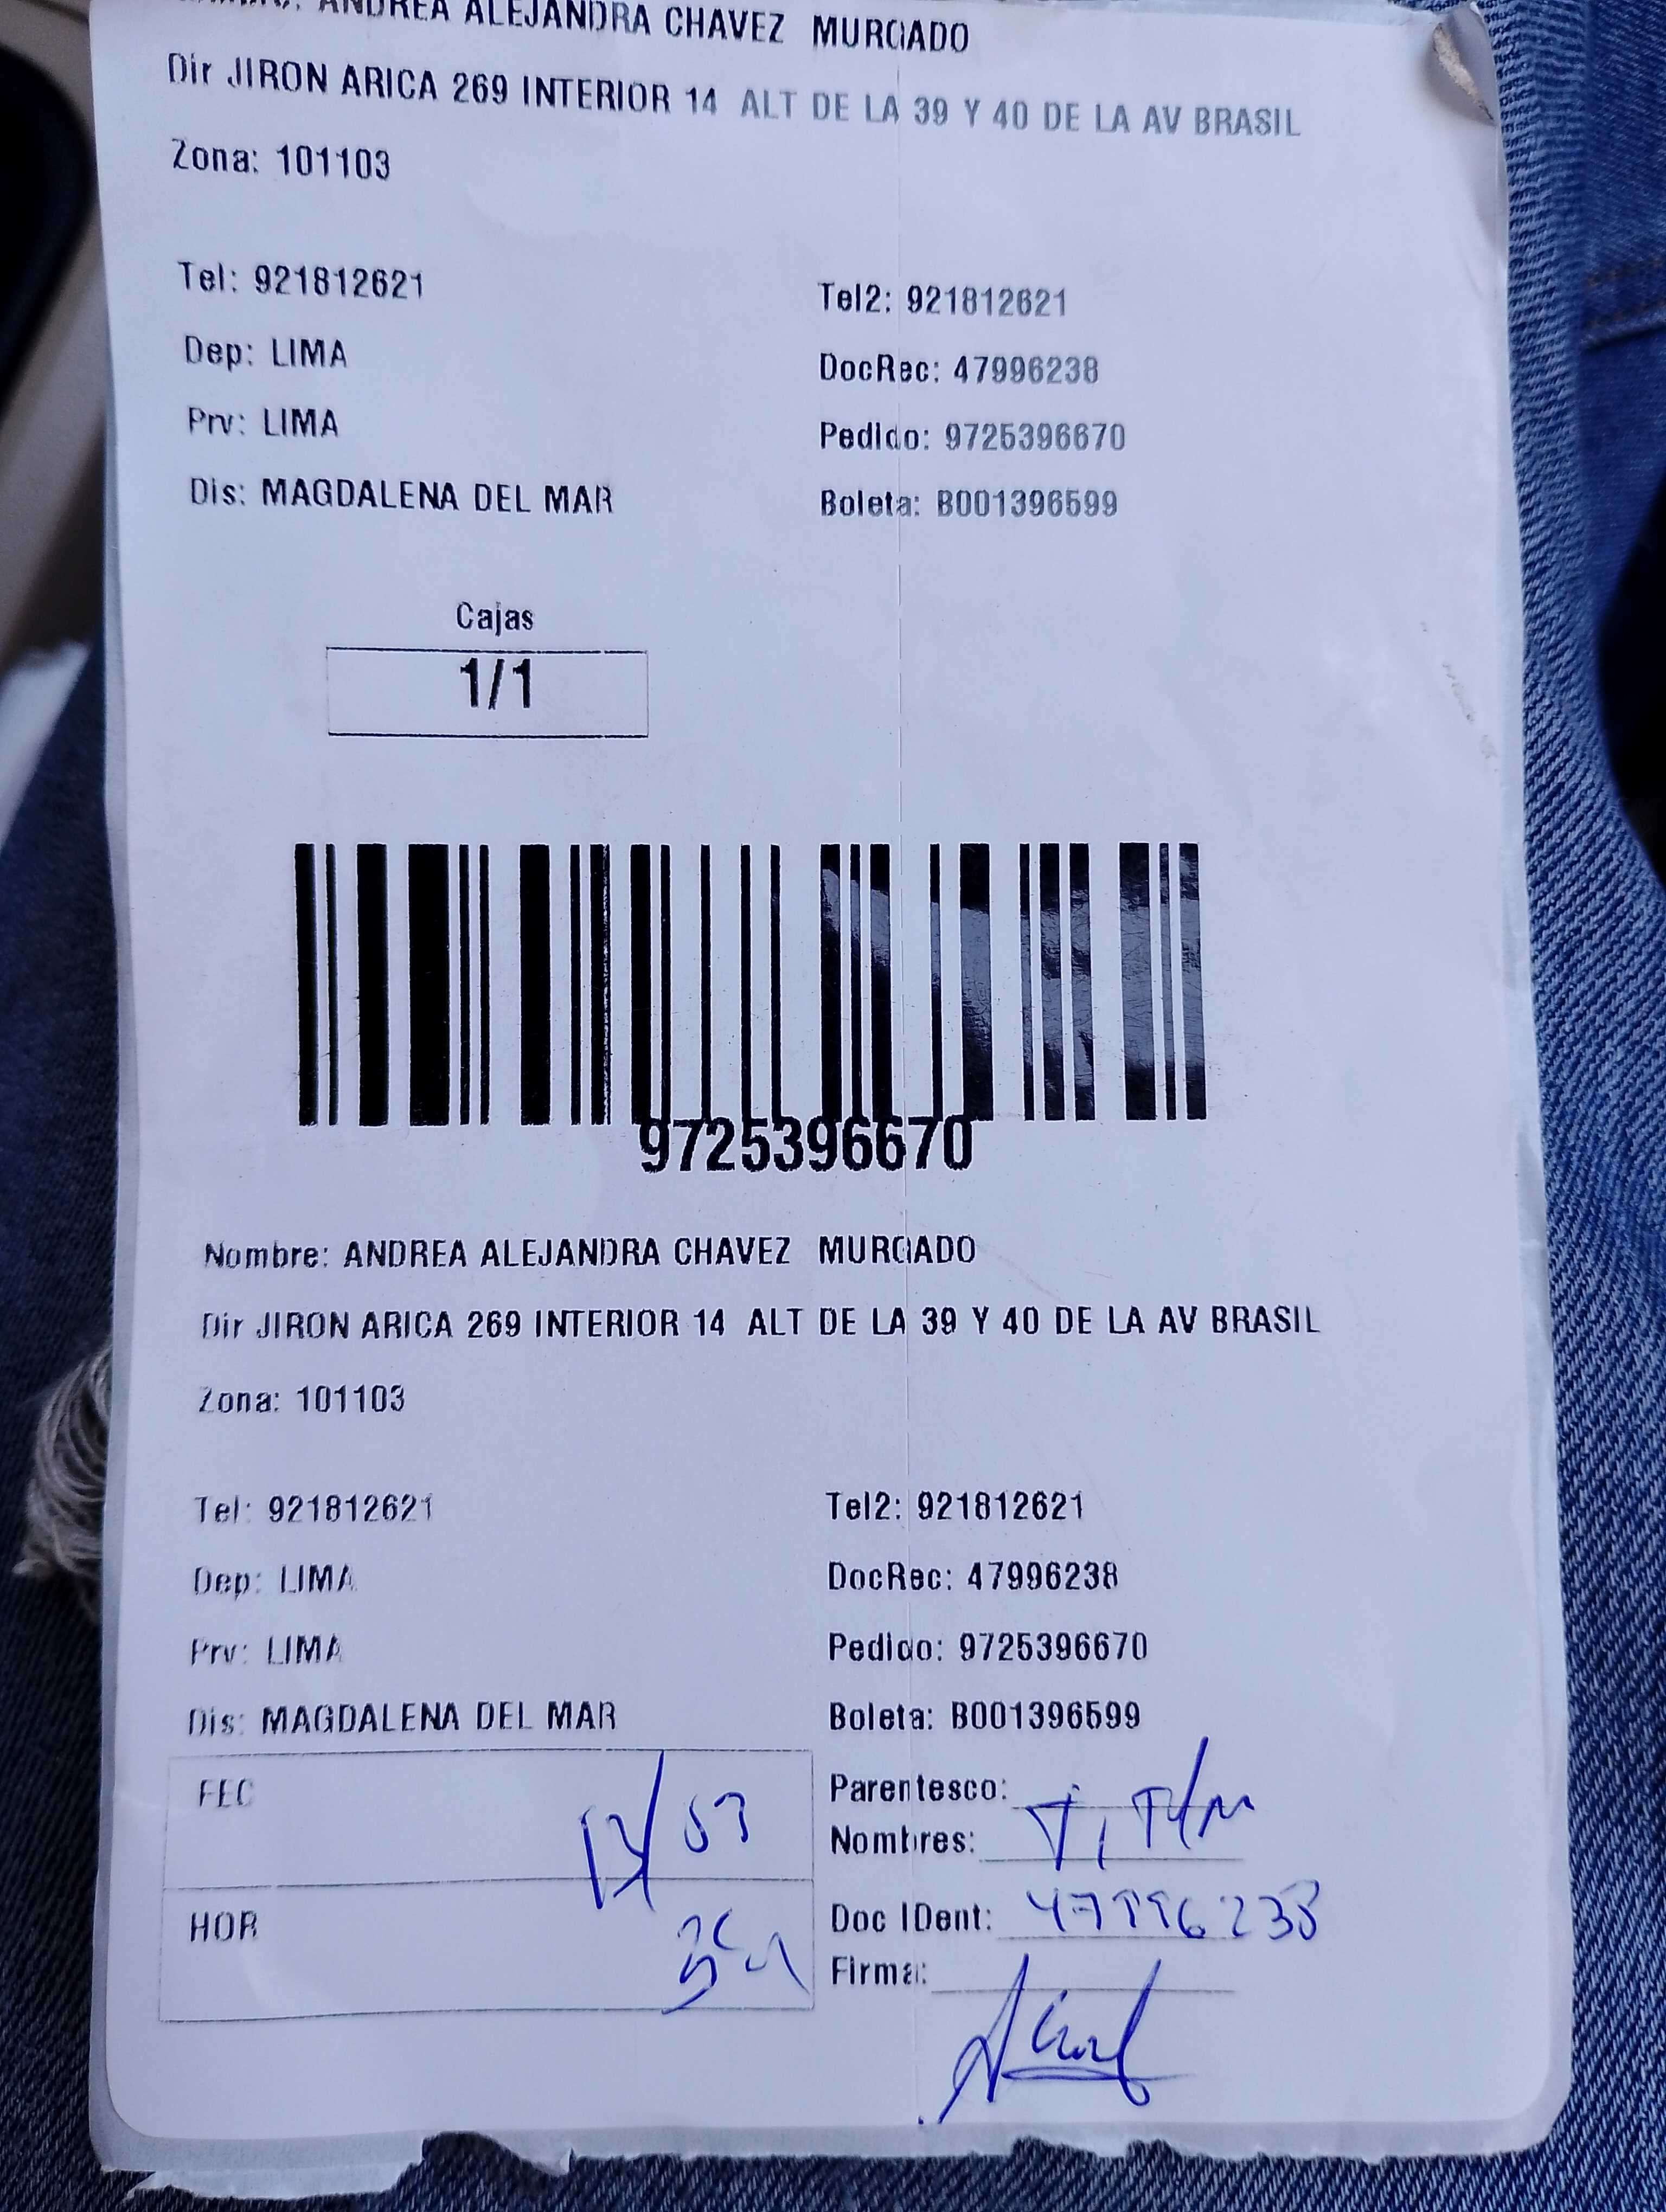 ANDREA ALEJANDRA CHAVEZ MURGADO
Dir JIRON ARICA 269 INTERIOR 14 ALT DE LA 39 Y 40 DE LA AV BRASIL
Zona: 101103
Tel: 921812621 Tel2: 921812621
Dep: LIMA DocRec: 47996238
Prv: LIMA Pedido: 9725396670
Dis: MAGDALENA DEL MAR Boleta: B001396599
Cajas
1/1
9725396670
Nombre: ANDREA ALEJANDRA CHAVEZ MURGADO
Dir JIRON ARICA 269 INTERIOR 14 ALT DE LA 39 Y 40 DE LA AV BRASIL
Zona: 101103
Tel: 921812621 Tel2: 921812621
Dep: LIMA DocRec: 47996238
Prv: LIMA Pedido: 9725396670
Dis: MAGDALENA DEL MAR Boleta: B001396599
FEC Parentesco:
Nombres:
HOR Doc IDent: 47996238
Firma: